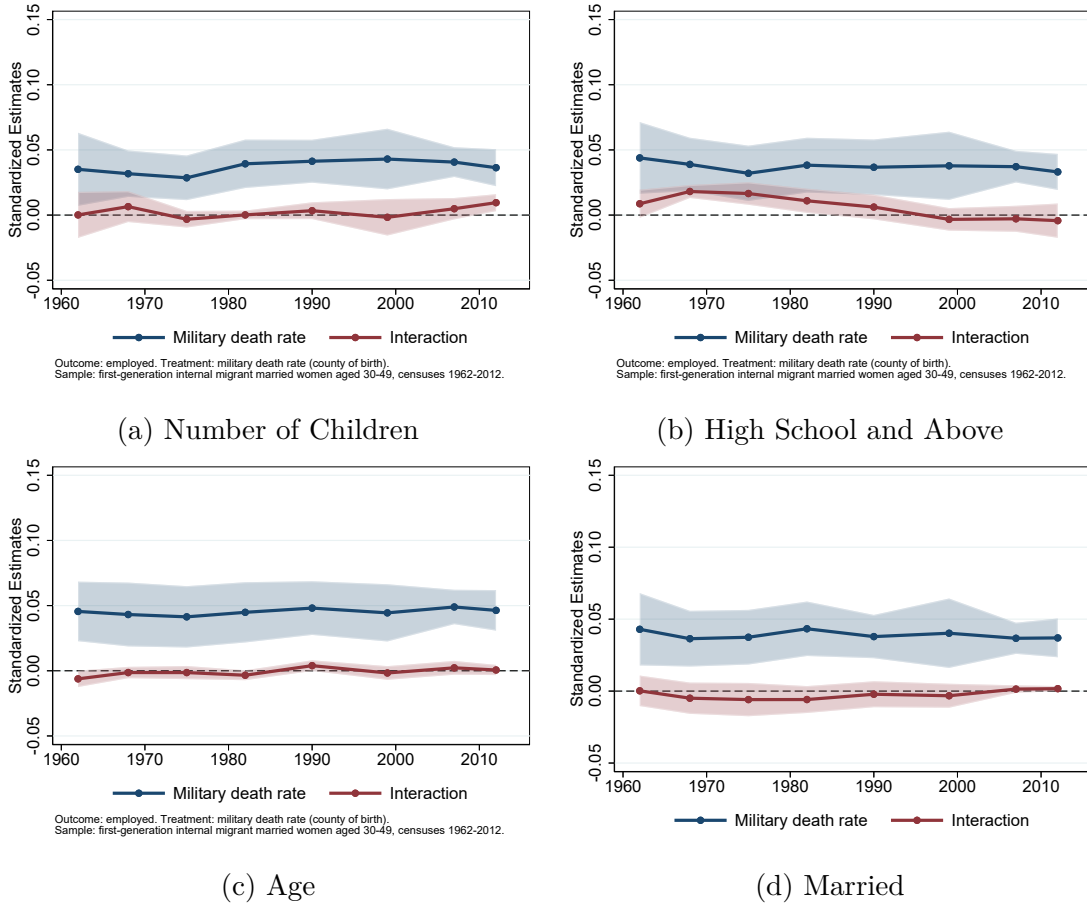 0.15
0.10
0.05
0.00
-0.05
Standardized Estimates
1960 1970 1980 1990 2000 2010
Military death rate Interaction
Outcome: employed. Treatment: military death rate (county of birth).
Sample: first-generation internal migrant married women aged 30-49, censuses 1962-2012.
(a) Number of Children
0.15
0.10
0.05
0.00
-0.05
Standardized Estimates
1960 1970 1980 1990 2000 2010
Military death rate Interaction
Outcome: employed. Treatment: military death rate (county of birth).
Sample: first-generation internal migrant married women aged 30-49, censuses 1962-2012.
(b) High School and Above
0.15
0.10
0.05
0.00
-0.05
Standardized Estimates
1960 1970 1980 1990 2000 2010
Military death rate Interaction
Outcome: employed. Treatment: military death rate (county of birth).
Sample: first-generation internal migrant married women aged 30-49, censuses 1962-2012.
(c) Age
0.15
0.10
0.05
0.00
-0.05
Standardized Estimates
1960 1970 1980 1990 2000 2010
Military death rate Interaction
(d) Married